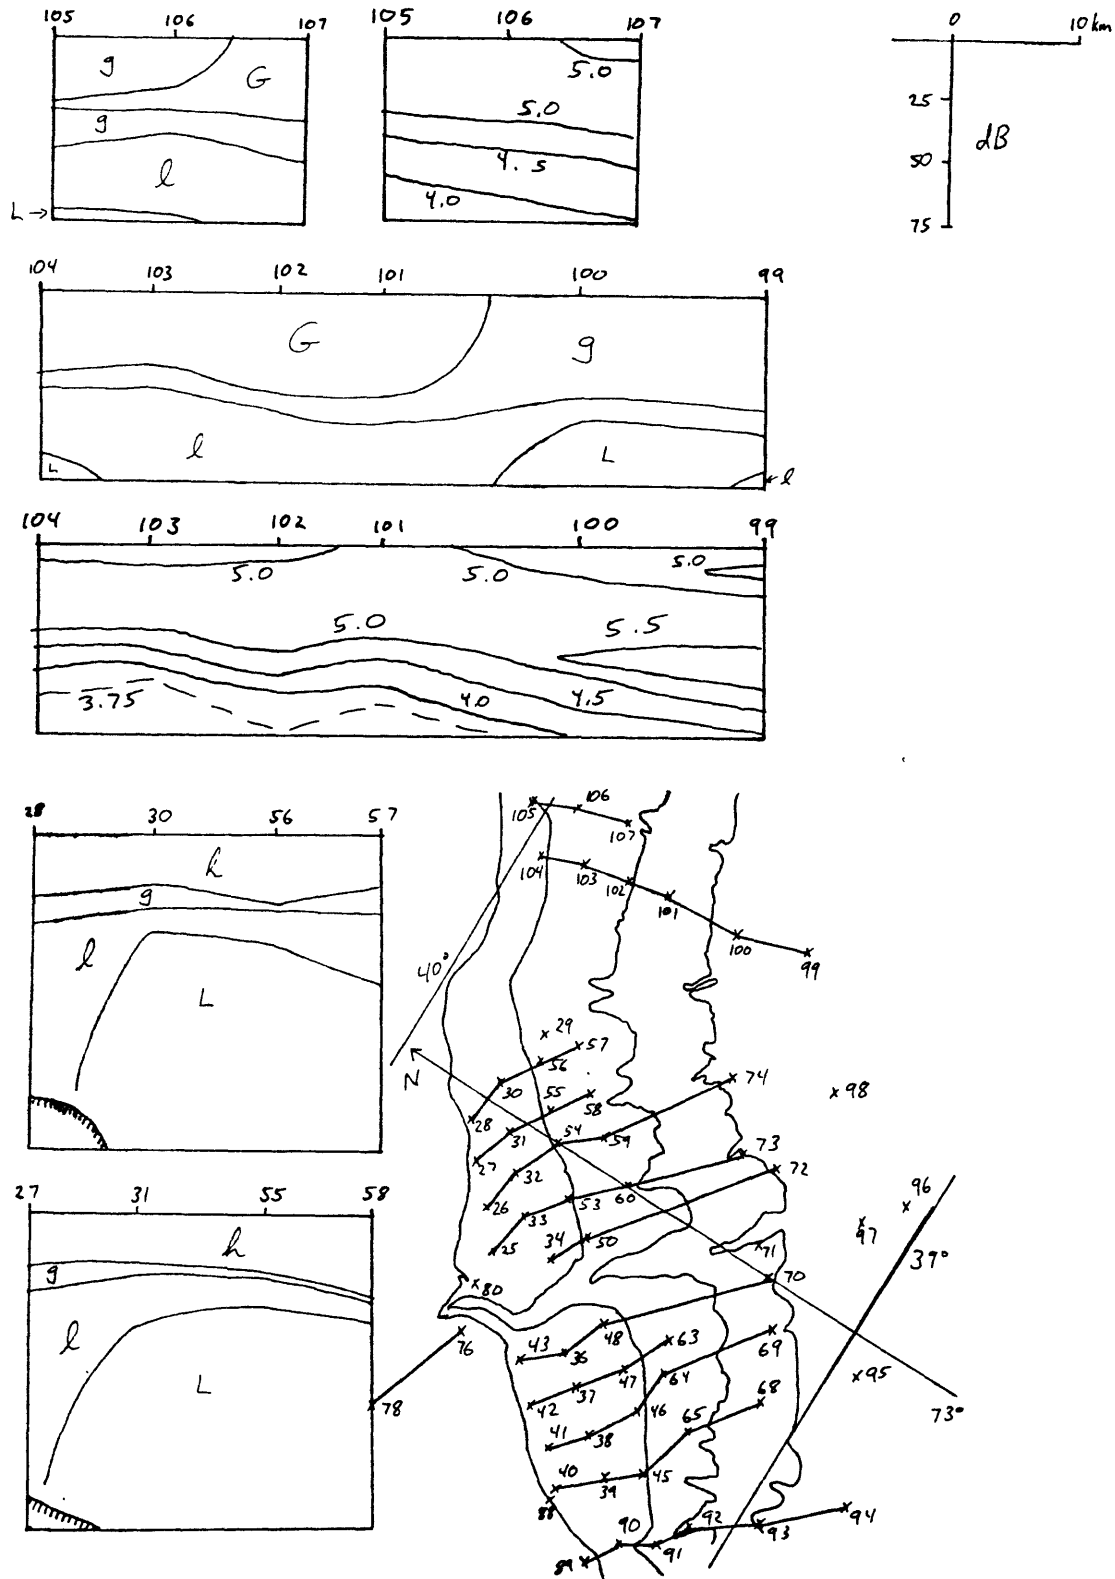 105 106 107 105 106 107 0 10 km
g G 5.0
25
g 5.0
dB
4.5 50
l
L → 4.0
75
104 103 102 101 100 99
G g
l L
L l
104 103 102 101 100 99
5.0 5.0 5.0
5.0 5.5
3.75 4.0 4.5
28 30 56 57
h
g
l
L
27 31 55 58
h
g
l
L
105 106
107
104 103 102
101
100
99
40°
29
57
N 56
30 55 58 74 98
28 31 54 59
27 32 73
72
26 53 60 96
33
25 34 50 97
71 39°
80 70
76 43 48 63
36 69
47 64 95
78 42 37 73°
46 65 68
41 38
40 45
39
88 92 94
90 93
89 91